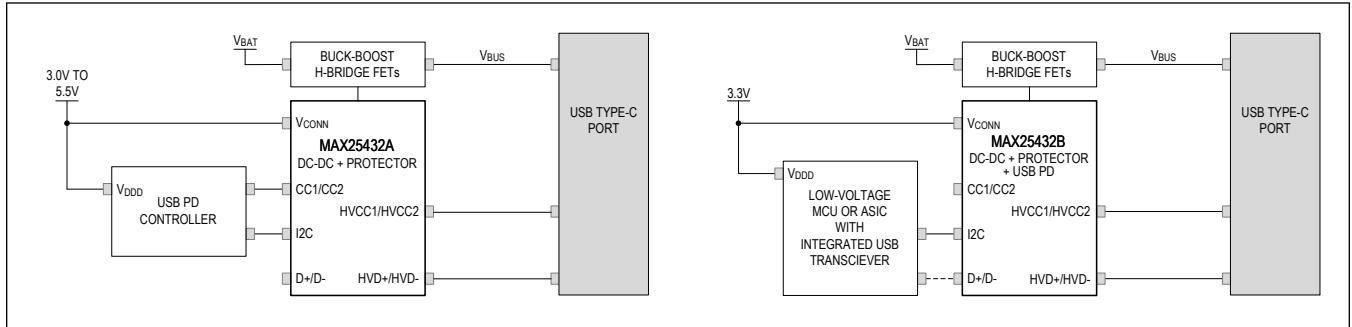 VBAT
BUCK-BOOST
H-BRIDGE FETs
VBUS
3.0V TO
5.5V
USB TYPE-C
PORT
VCONN
MAX25432A
DC-DC + PROTECTOR
VDDD
USB PD
CONTROLLER
CC1/CC2
HVCC1/HVCC2
I2C
D+/D-
HVD+/HVD-
VBAT
BUCK-BOOST
H-BRIDGE FETs
VBUS
3.3V
USB TYPE-C
PORT
VCONN
MAX25432B
DC-DC + PROTECTOR
+ USB PD
VDDD
LOW-VOLTAGE
MCU OR ASIC
WITH
INTEGRATED USB
TRANSCIEVER
CC1/CC2
HVCC1/HVCC2
I2C
D+/D-
HVD+/HVD-